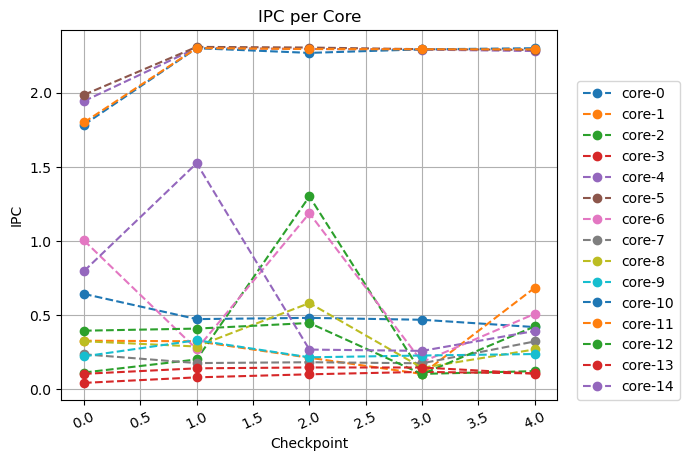 IPC per Core
IPC
2.0
1.5
1.0
0.5
0.0
0.0
0.5
1.0
1.5
2.0
2.5
3.0
3.5
4.0
Checkpoint
core-0
core-1
core-2
core-3
core-4
core-5
core-6
core-7
core-8
core-9
core-10
core-11
core-12
core-13
core-14